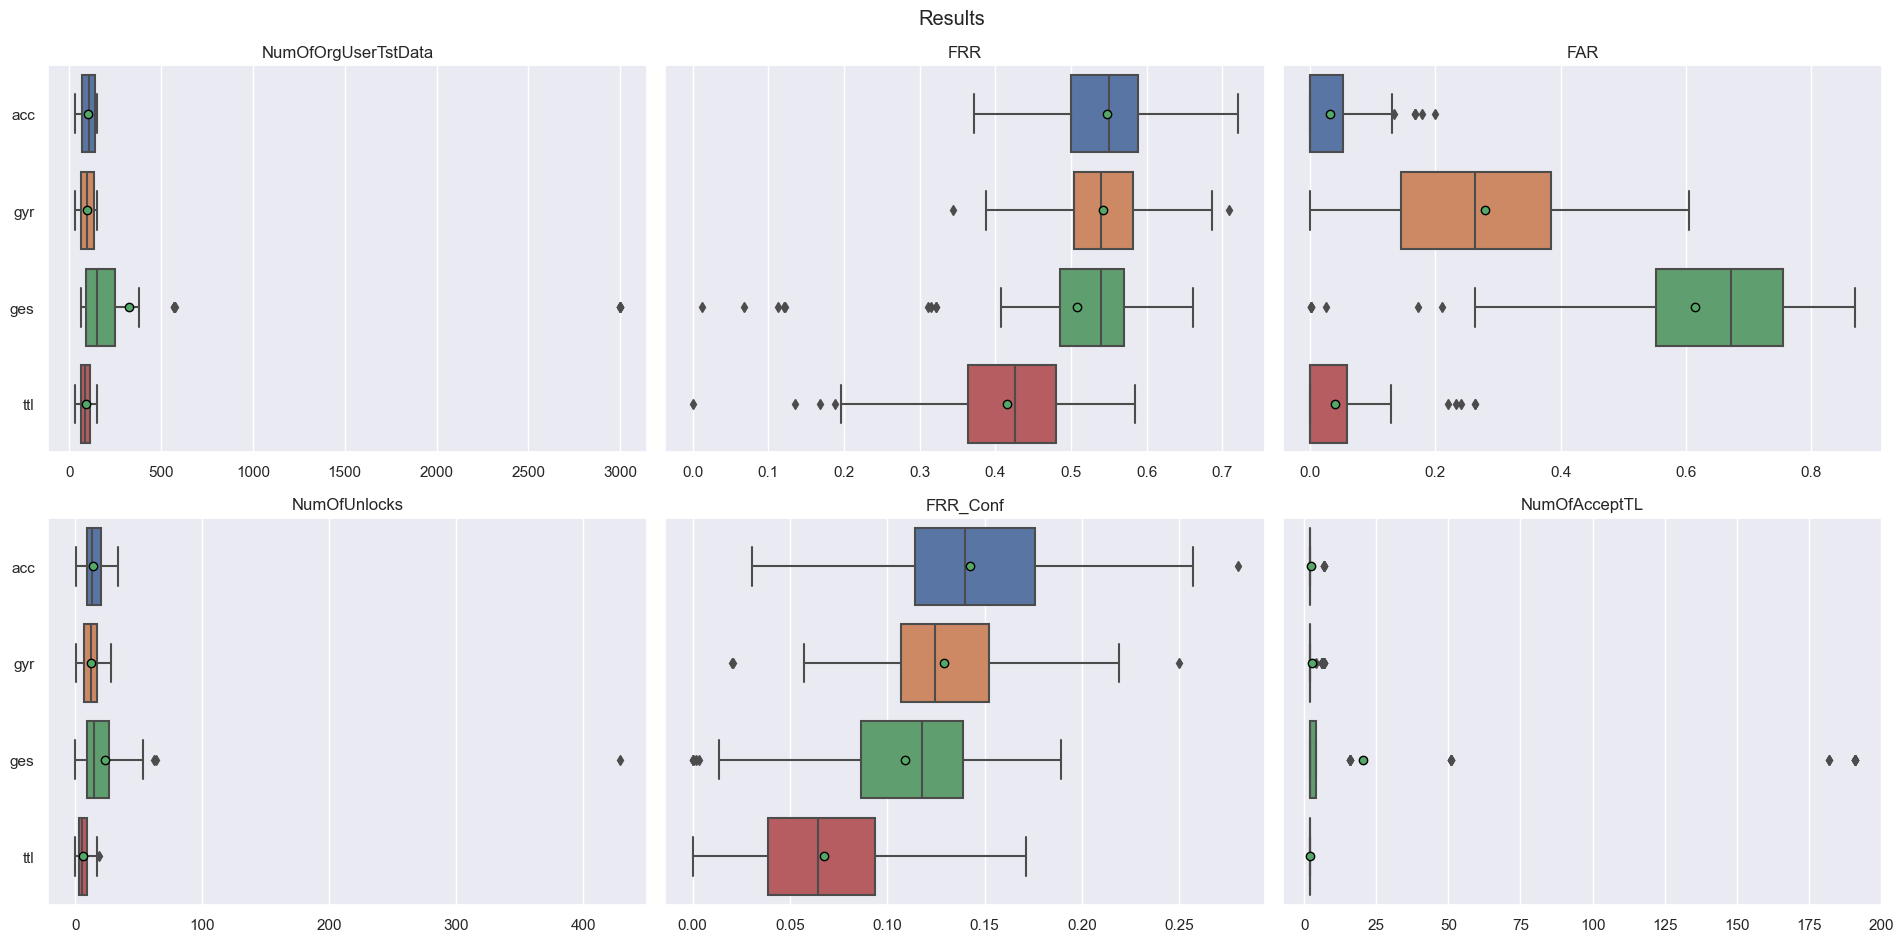 Results
NumOfOrgUserTstData
FRR
FAR
acc
gyr
ges
ttl
0 500 1000 1500 2000 2500 3000
0.0 0.1 0.2 0.3 0.4 0.5 0.6 0.7
0.0 0.2 0.4 0.6 0.8
NumOfUnlocks
FRR_Conf
NumOfAcceptTL
acc
gyr
ges
ttl
0 100 200 300 400
0.00 0.05 0.10 0.15 0.20 0.25
0 25 50 75 100 125 150 175 200